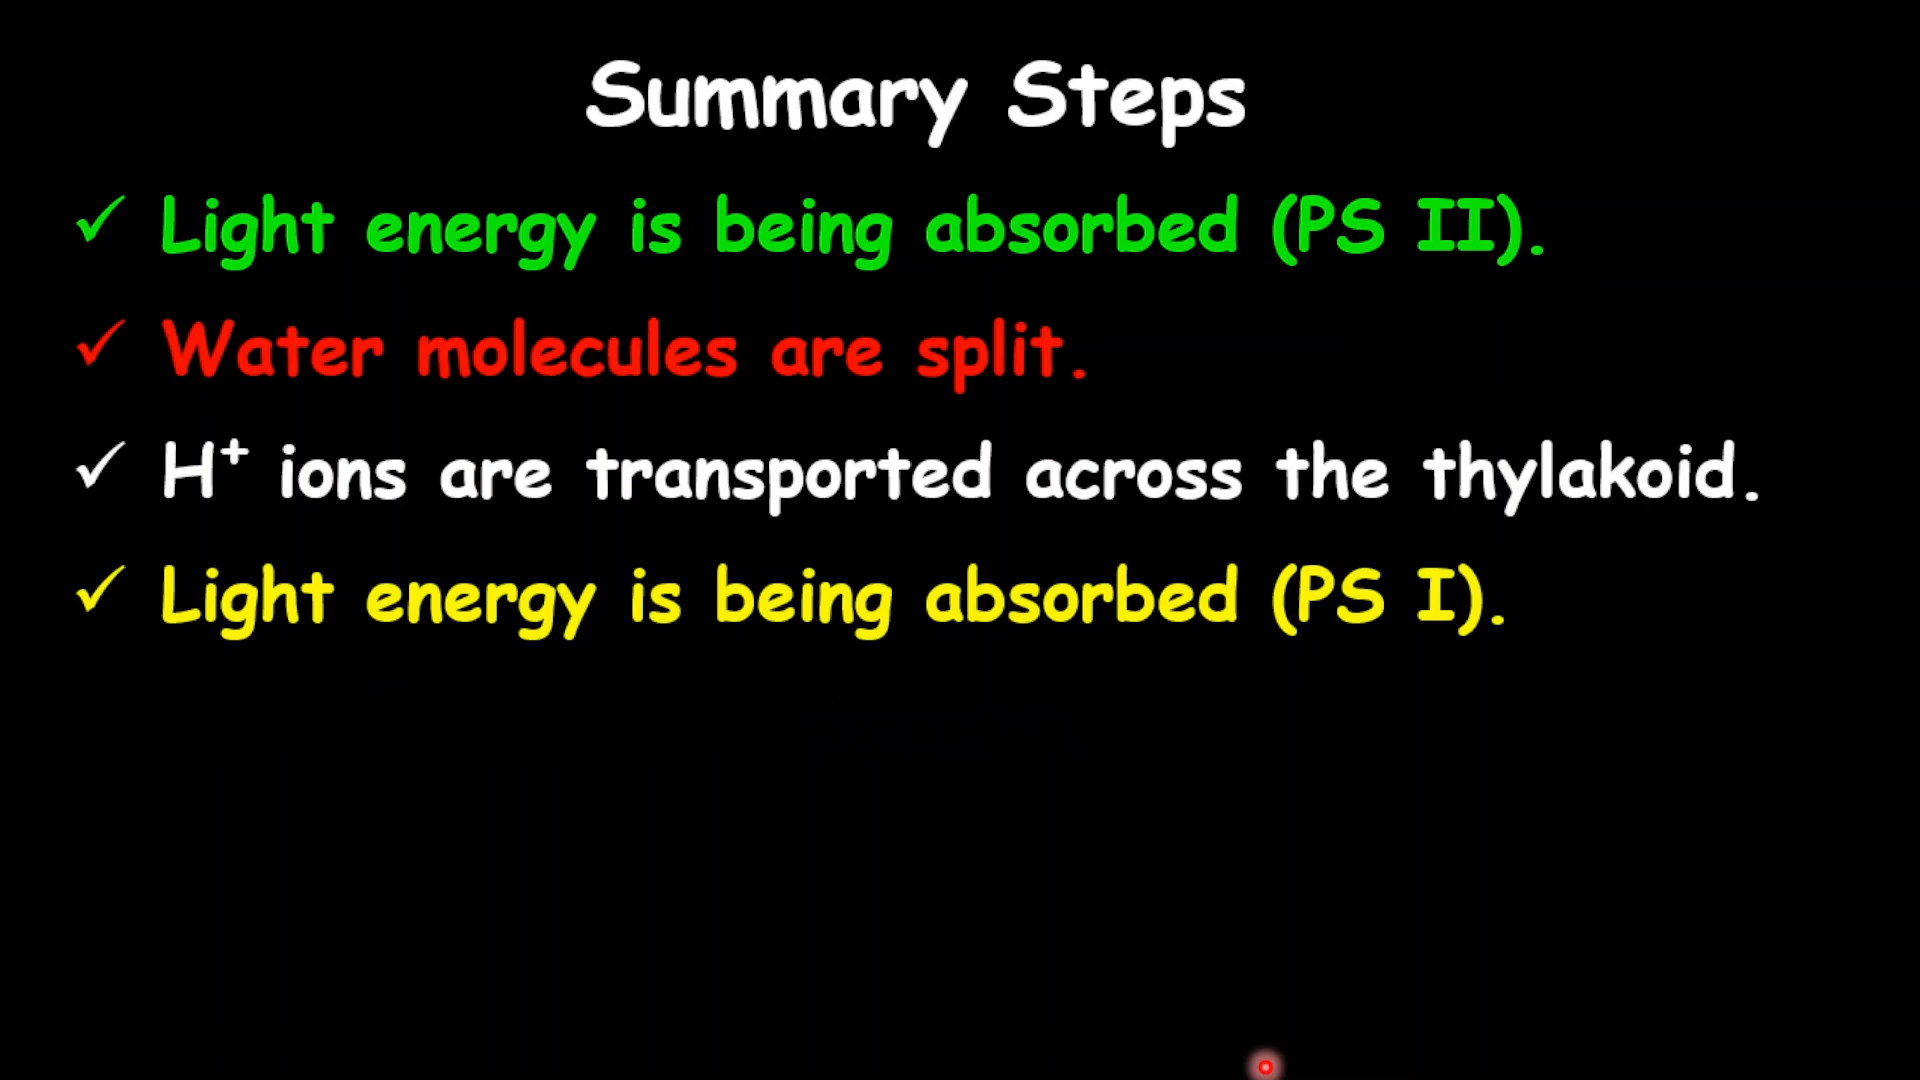 Summary Steps
✓ Light energy is being absorbed (PS II).
✓ Water molecules are split.
✓ H⁺ ions are transported across the thylakoid.
✓ Light energy is being absorbed (PS I).